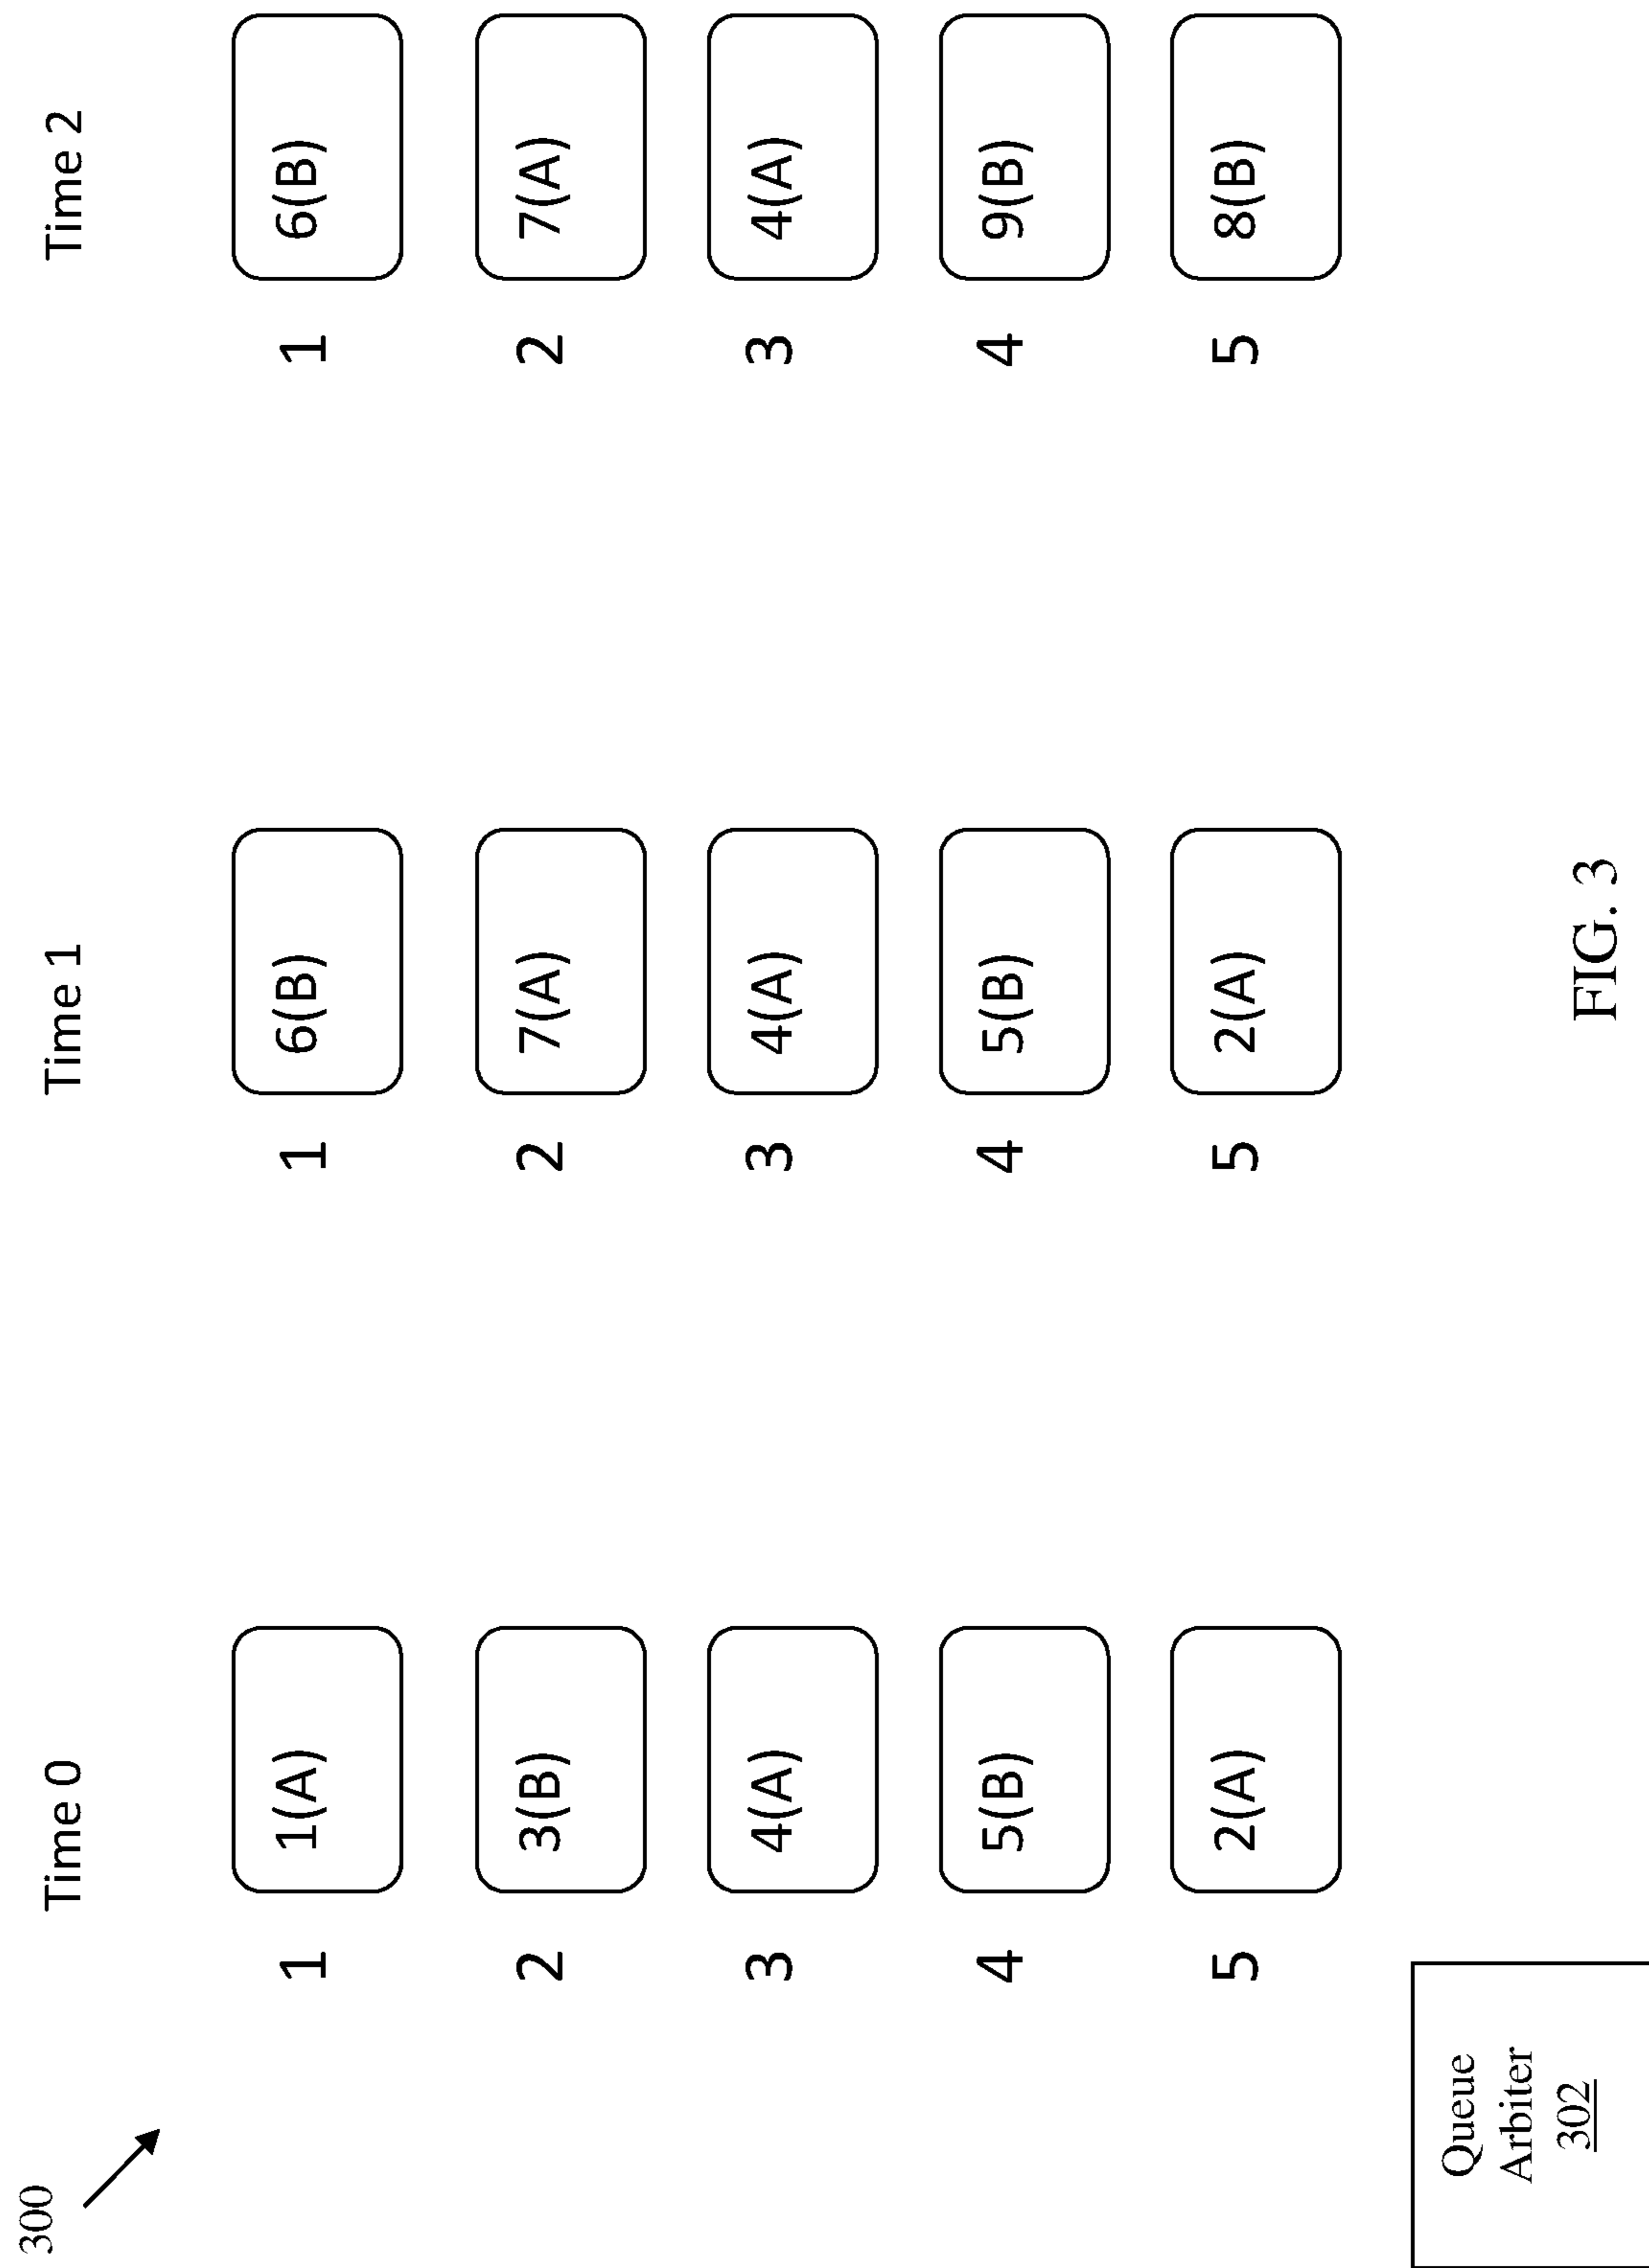 300
Time 0
Time 1
Time 2
1 1(A)
1 6(B)
1 6(B)
2 3(B)
2 7(A)
2 7(A)
3 4(A)
3 4(A)
3 4(A)
4 5(B)
4 5(B)
4 9(B)
5 2(A)
5 2(A)
5 8(B)
Queue
Arbiter
302
FIG. 3